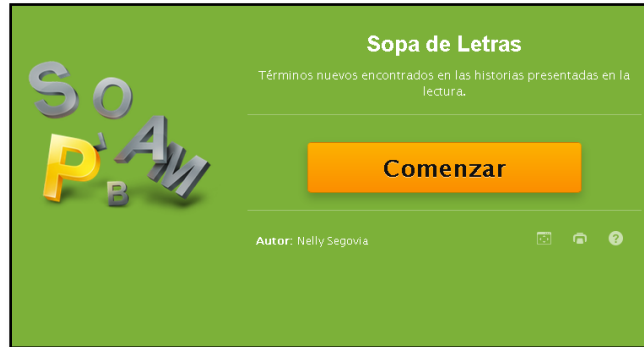 Sopa de Letras
Términos nuevos encontrados en las historias presentadas en la
lectura.
S O
P L A M
B
Comenzar
Autor: Nelly Segovia
?